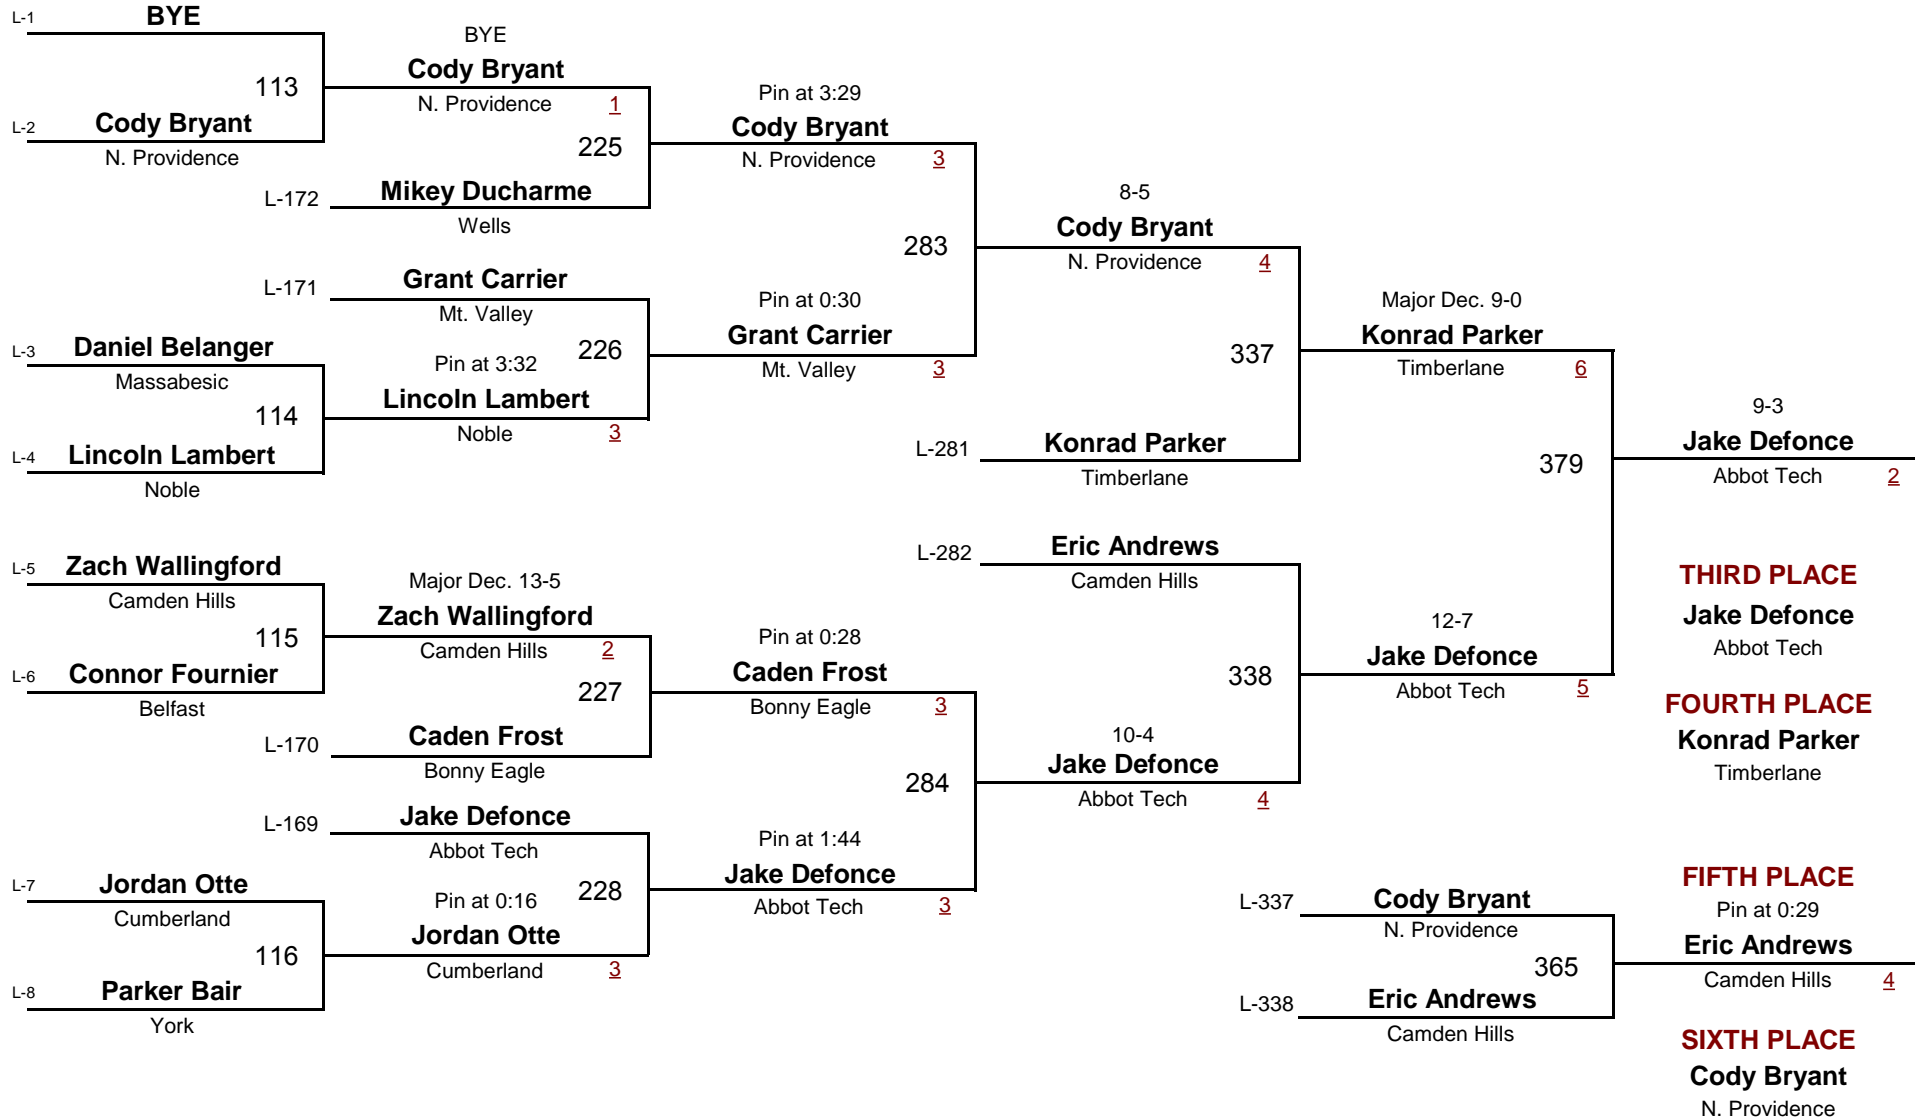 L-1 BYE
113
L-2 Cody Bryant
N. Providence
BYE
Cody Bryant
N. Providence 1
225
L-172 Mikey Ducharme
Wells
Pin at 3:29
Cody Bryant
N. Providence 3
L-171 Grant Carrier
Mt. Valley
226
L-3 Daniel Belanger
Massabesic
114
L-4 Lincoln Lambert
Noble
Pin at 3:32
Lincoln Lambert
Noble 3
Pin at 0:30
Grant Carrier
Mt. Valley 3
283
8-5
Cody Bryant
N. Providence 4
337
L-281 Konrad Parker
Timberlane
Major Dec. 9-0
Konrad Parker
Timberlane 6
379
9-3
Jake Defonce
Abbot Tech 2
L-5 Zach Wallingford
Camden Hills
115
L-6 Connor Fournier
Belfast
Major Dec. 13-5
Zach Wallingford
Camden Hills 2
227
L-170 Caden Frost
Bonny Eagle
Pin at 0:28
Caden Frost
Bonny Eagle 3
284
L-169 Jake Defonce
Abbot Tech
228
L-7 Jordan Otte
Cumberland
116
L-8 Parker Bair
York
Pin at 0:16
Jordan Otte
Cumberland 3
Pin at 1:44
Jake Defonce
Abbot Tech 3
L-282 Eric Andrews
Camden Hills
338
10-4
Jake Defonce
Abbot Tech 4
12-7
Jake Defonce
Abbot Tech 5
THIRD PLACE
Jake Defonce
Abbot Tech
FOURTH PLACE
Konrad Parker
Timberlane
L-337 Cody Bryant
N. Providence
365
L-338 Eric Andrews
Camden Hills
FIFTH PLACE
Pin at 0:29
Eric Andrews
Camden Hills 4
SIXTH PLACE
Cody Bryant
N. Providence